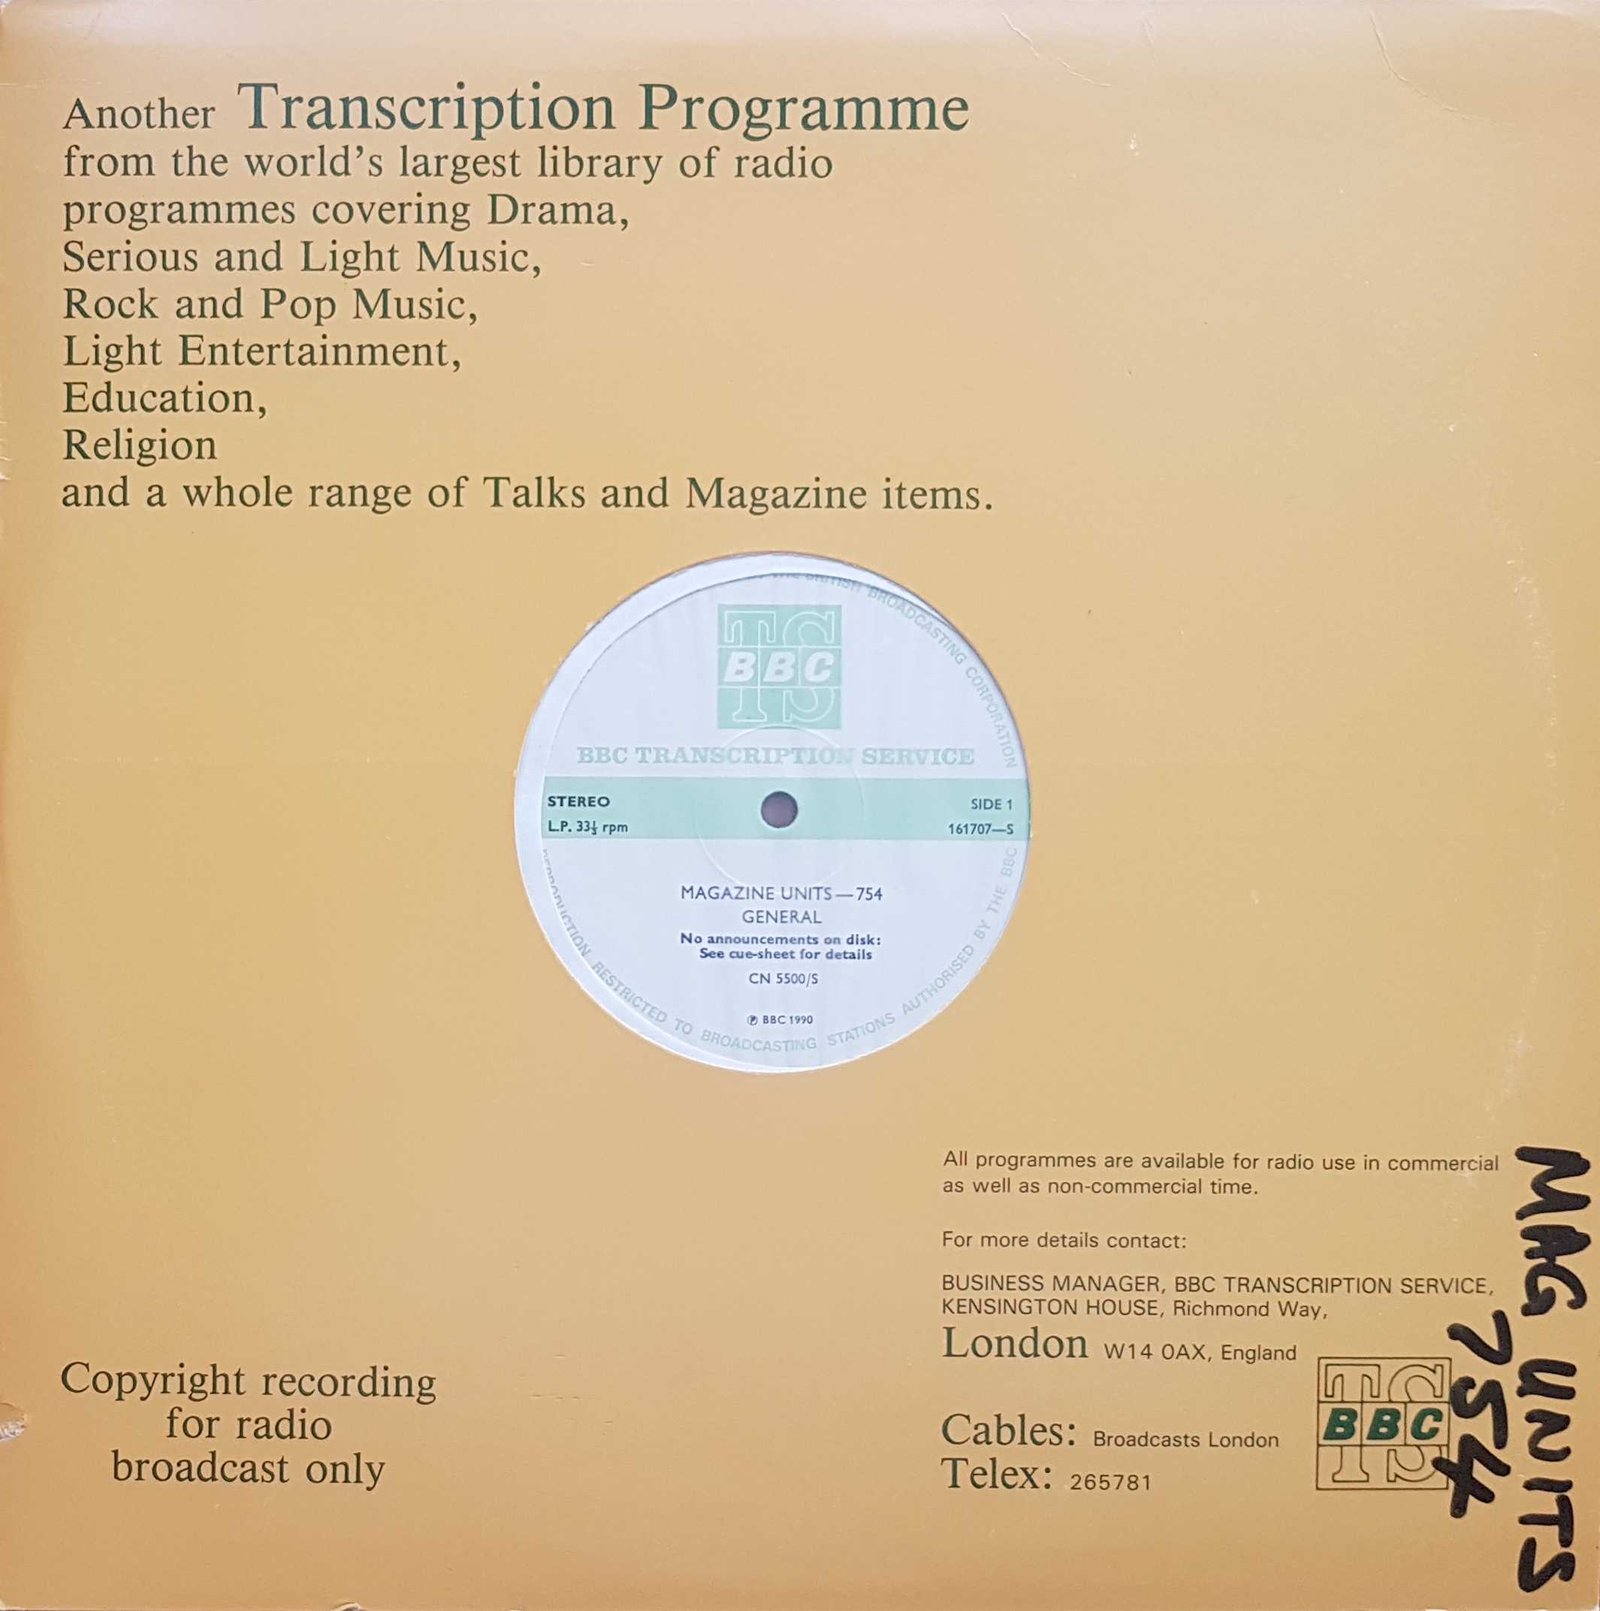 Another Transcription Programme
from the world's largest library of radio
programmes covering Drama,
Serious and Light Music,
Rock and Pop Music,
Light Entertainment,
Education,
Religion
and a whole range of Talks and Magazine items.
THE BRITISH BROADCASTING CORPORATION
TS
BBC
TS
BBC TRANSCRIPTION SERVICE
STEREO
SIDE 1
L.P. 33⅓ rpm
161707—S
MAGAZINE UNITS—754
GENERAL
No announcements on disk:
See cue-sheet for details
CN 5500/S
℗ BBC 1990
REPRODUCTION RESTRICTED TO BROADCASTING STATIONS AUTHORISED BY THE BBC
All programmes are available for radio use in commercial
as well as non-commercial time.
For more details contact:
BUSINESS MANAGER, BBC TRANSCRIPTION SERVICE,
KENSINGTON HOUSE, Richmond Way,
London W14 0AX, England
Cables: Broadcasts London
Telex: 265781
TS
BBC
TS
Copyright recording
for radio
broadcast only
MAG UNITS
754